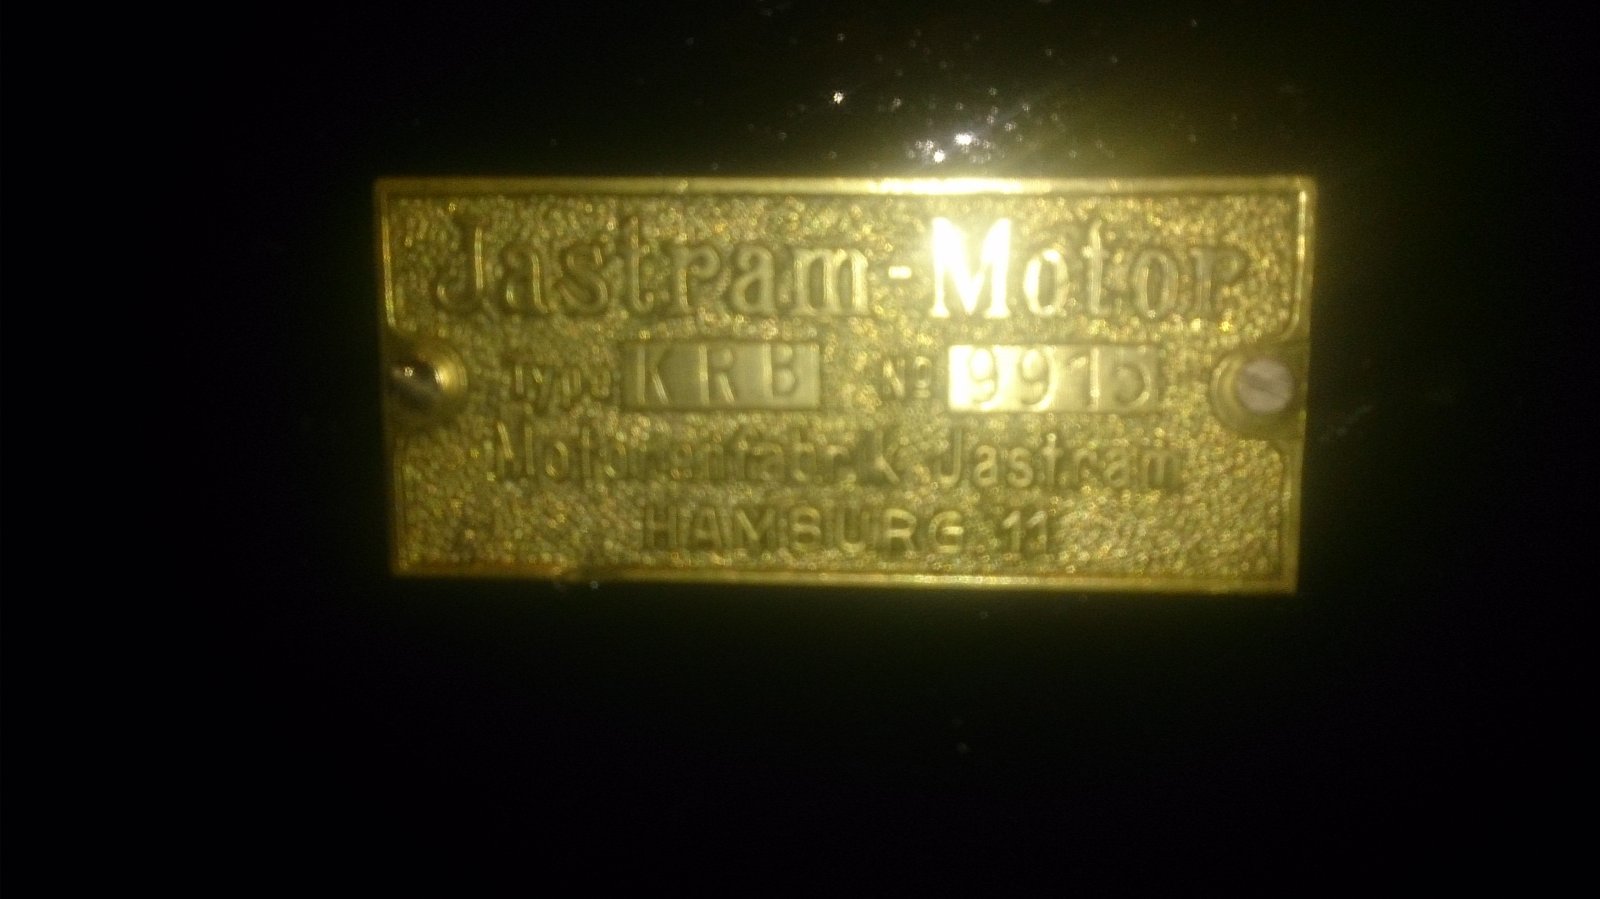 Jastram-Motor
Type KRB № 9915
Motorenfabrik Jastram
HAMBURG 11